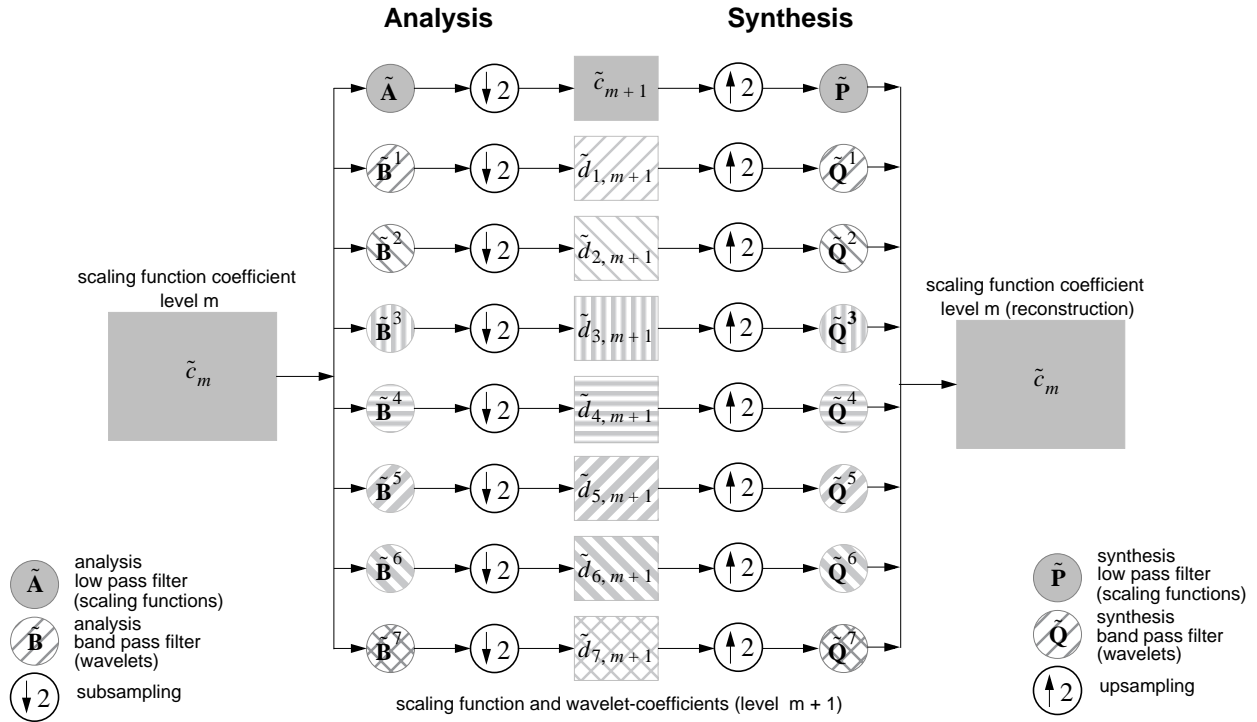 Analysis Synthesis
Ã ↓2 c̃ₘ ₊ ₁ ↑2 P̃
B̃¹ ↓2 d̃₁, ₘ ₊ ₁ ↑2 Q̃¹
B̃² ↓2 d̃₂, ₘ ₊ ₁ ↑2 Q̃²
scaling function coefficient
level m
scaling function coefficient
level m (reconstruction)
B̃³ ↓2 d̃₃, ₘ ₊ ₁ ↑2 Q̃³
c̃ₘ
c̃ₘ
B̃⁴ ↓2 d̃₄, ₘ ₊ ₁ ↑2 Q̃⁴
B̃⁵ ↓2 d̃₅, ₘ ₊ ₁ ↑2 Q̃⁵
B̃⁶ ↓2 d̃₆, ₘ ₊ ₁ ↑2 Q̃⁶
B̃⁷ ↓2 d̃₇, ₘ ₊ ₁ ↑2 Q̃⁷
Ã
analysis
low pass filter
(scaling functions)
B̃
analysis
band pass filter
(wavelets)
↓2 subsampling
P̃
synthesis
low pass filter
(scaling functions)
Q̃
synthesis
band pass filter
(wavelets)
↑2 upsampling
scaling function and wavelet-coefficients (level m + 1)